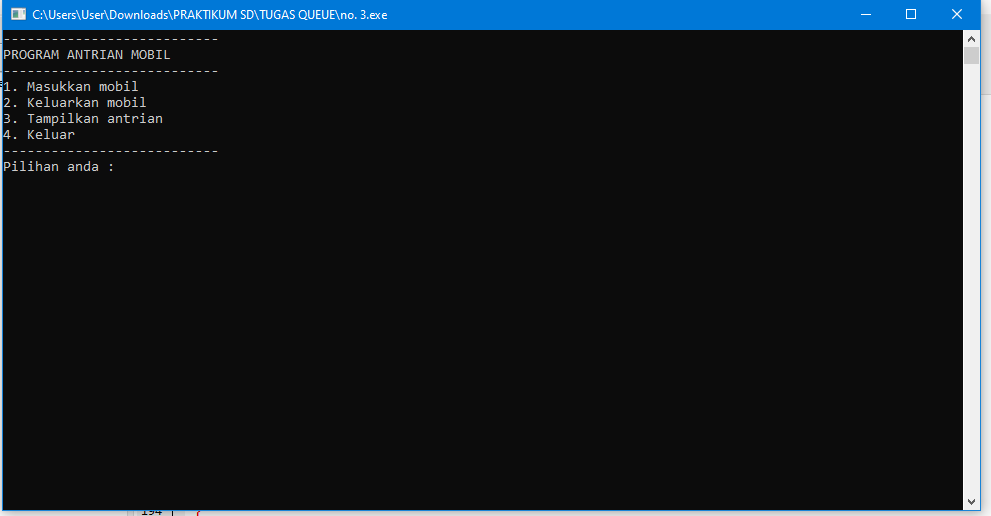 C:\Users\User\Downloads\PRAKTIKUM SD\TUGAS QUEUE\no. 3.exe
---------------------------
PROGRAM ANTRIAN MOBIL
---------------------------
1. Masukkan mobil
2. Keluarkan mobil
3. Tampilkan antrian
4. Keluar
---------------------------
Pilihan anda :